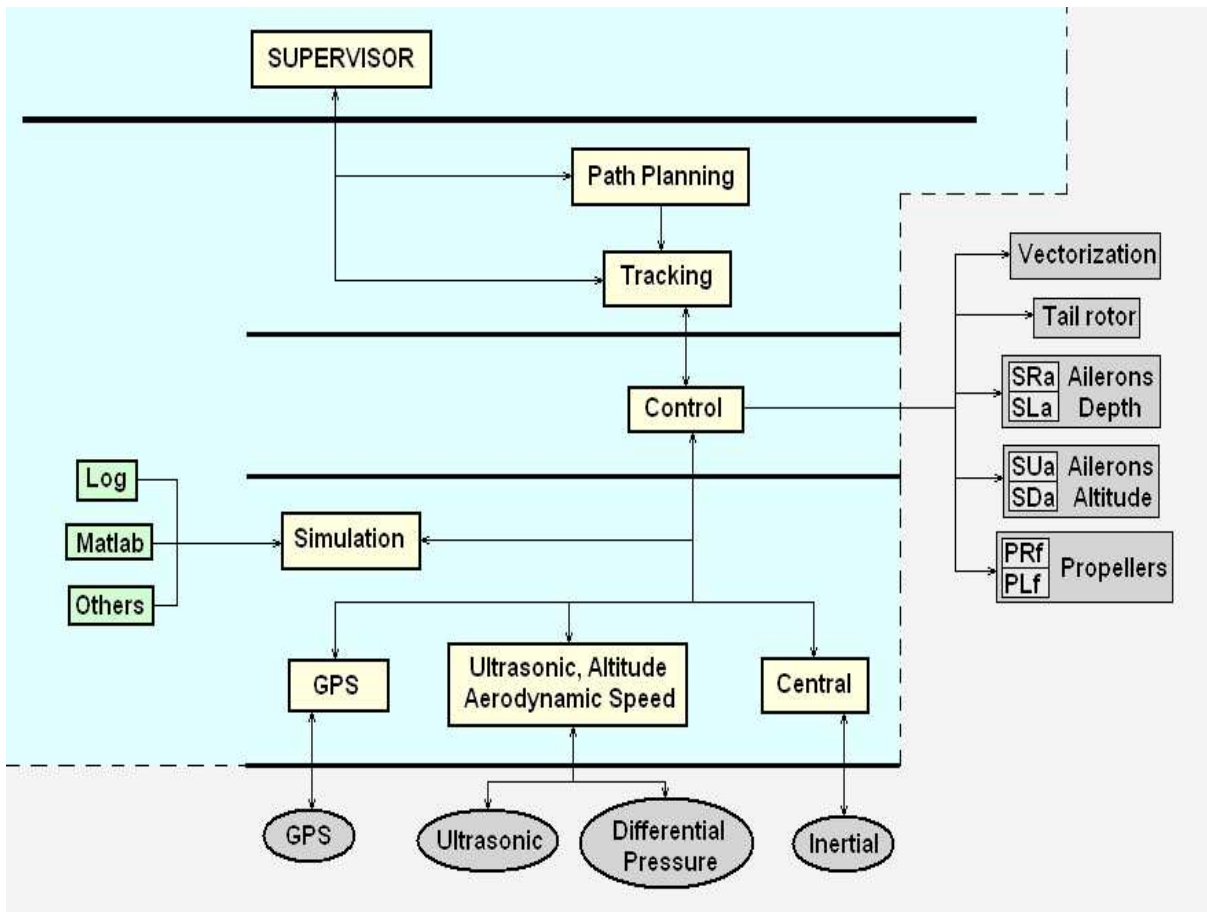 SUPERVISOR
Path Planning
Tracking
Vectorization
Tail rotor
SRa Ailerons
SLa Depth
Control
SUa Ailerons
SDa Altitude
Log
Matlab
Others
Simulation
PRf
PLf
Propellers
GPS
Ultrasonic, Altitude
Aerodynamic Speed
Central
GPS
Ultrasonic
Differential
Pressure
Inertial